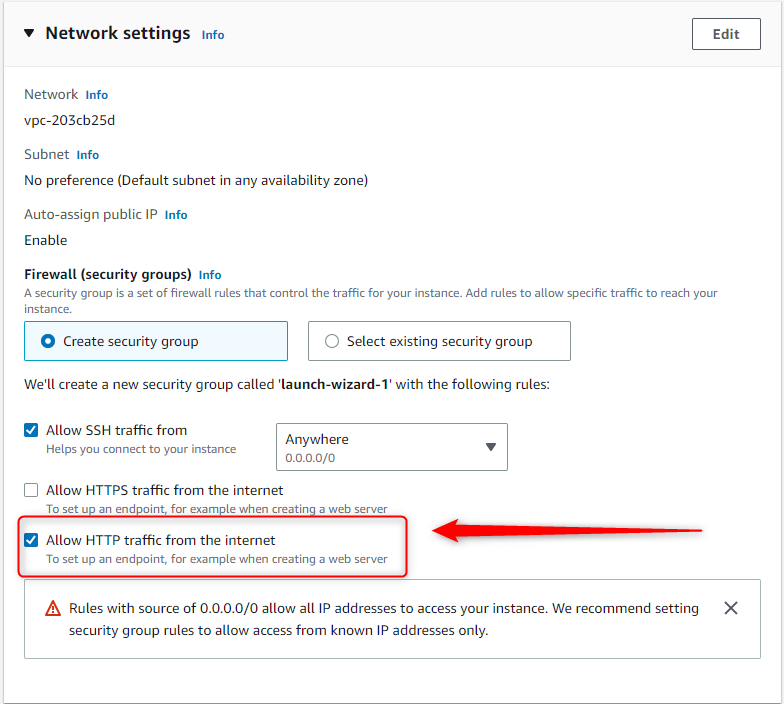 Network settings Info
Edit
Network Info
vpc-203cb25d
Subnet Info
No preference (Default subnet in any availability zone)
Auto-assign public IP Info
Enable
Firewall (security groups) Info
A security group is a set of firewall rules that control the traffic for your instance. Add rules to allow specific traffic to reach your
instance.
Create security group
Select existing security group
We'll create a new security group called 'launch-wizard-1' with the following rules:
Allow SSH traffic from
Helps you connect to your instance
Anywhere
0.0.0.0/0
Allow HTTPS traffic from the internet
To set up an endpoint, for example when creating a web server
Allow HTTP traffic from the internet
To set up an endpoint, for example when creating a web server
Rules with source of 0.0.0.0/0 allow all IP addresses to access your instance. We recommend setting
security group rules to allow access from known IP addresses only.